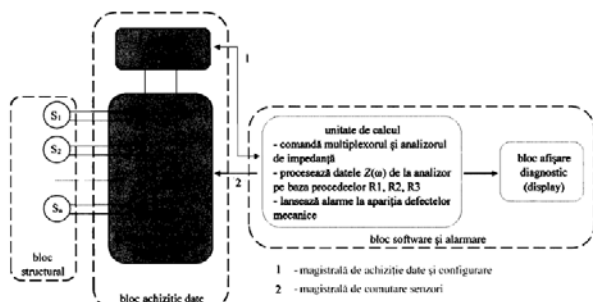 1
S1
S2
Sn
2
bloc
structural
bloc achiziție date
unitate de calcul
- comandă multiplexorul și analizorul
de impedanță
- procesează datele Z(ω) de la analizor
pe baza procedeelor R1, R2, R3
- lansează alarme la apariția defectelor
mecanice
bloc afișare
diagnostic
(display)
bloc software și alarmare
1 - magistrală de achiziție date și configurare
2 - magistrală de comutare senzori